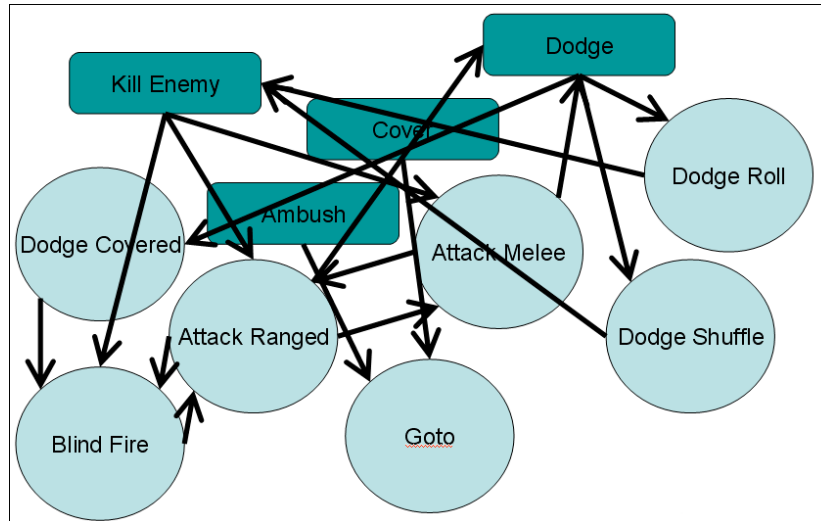 Dodge
Kill Enemy
Cover
Dodge Roll
Ambush
Dodge Covered
Attack Melee
Attack Ranged
Dodge Shuffle
Goto
Blind Fire